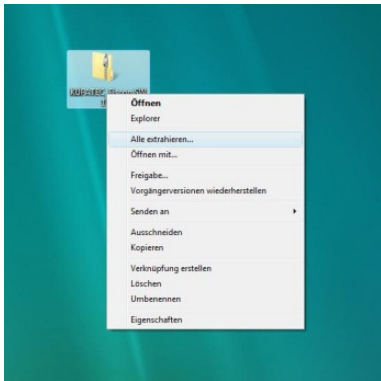 Öffnen
Explorer
Alle extrahieren...
Öffnen mit...
Freigabe...
Vorgängerversionen wiederherstellen
Senden an
Ausschneiden
Kopieren
Verknüpfung erstellen
Löschen
Umbenennen
Eigenschaften